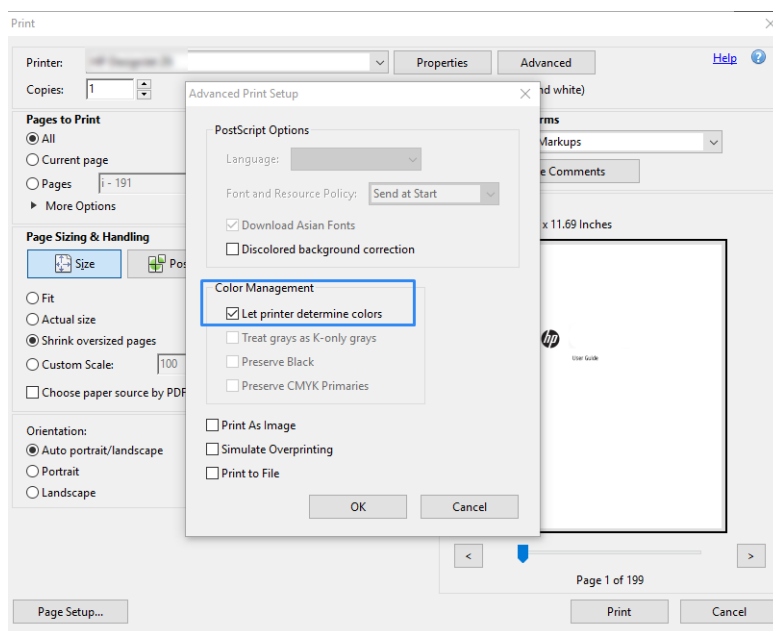 Print
Printer:
Properties
Advanced
Help
Copies: 1
nd white)
Advanced Print Setup
Pages to Print
All
Current page
Pages i - 191
More Options
Page Sizing & Handling
Size
Pos
Fit
Actual size
Shrink oversized pages
Custom Scale: 100
Choose paper source by PDF
Orientation:
Auto portrait/landscape
Portrait
Landscape
PostScript Options
Language:
Font and Resource Policy: Send at Start
Download Asian Fonts
Discolored background correction
Color Management
Let printer determine colors
Treat grays as K-only grays
Preserve Black
Preserve CMYK Primaries
Print As Image
Simulate Overprinting
Print to File
OK
Cancel
rms
Markups
e Comments
x 11.69 Inches
hp
User Guide
<
>
Page 1 of 199
Page Setup...
Print
Cancel